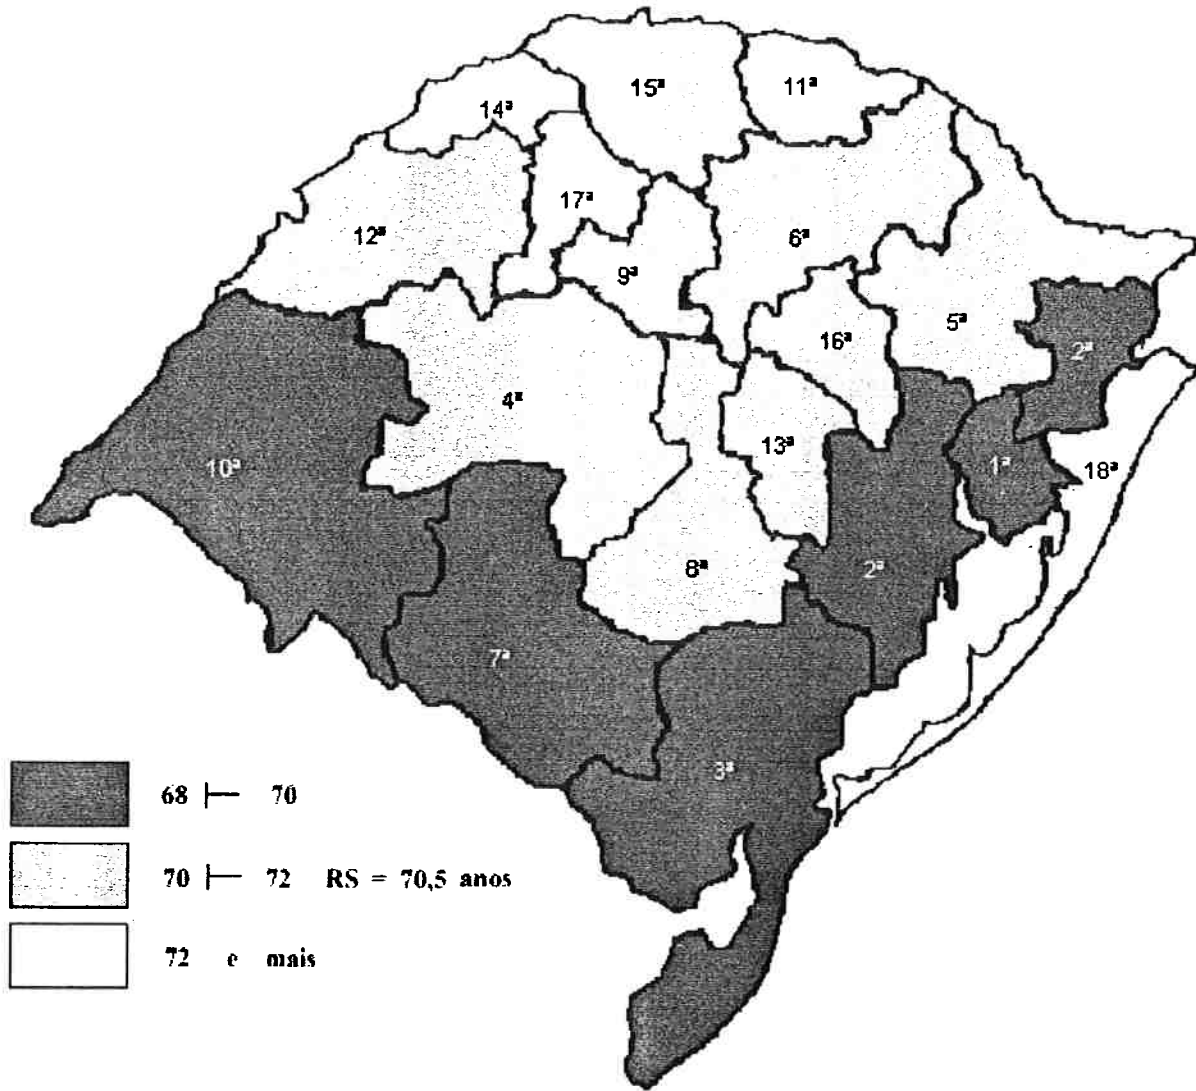 15ª
11ª
14ª
17ª
12ª
6ª
9ª
5ª
16ª
2ª
4ª
13ª
10ª
1ª
18ª
8ª
2ª
7ª
3ª
68 ├─ 70
70 ├─ 72 RS = 70,5 anos
72 e mais